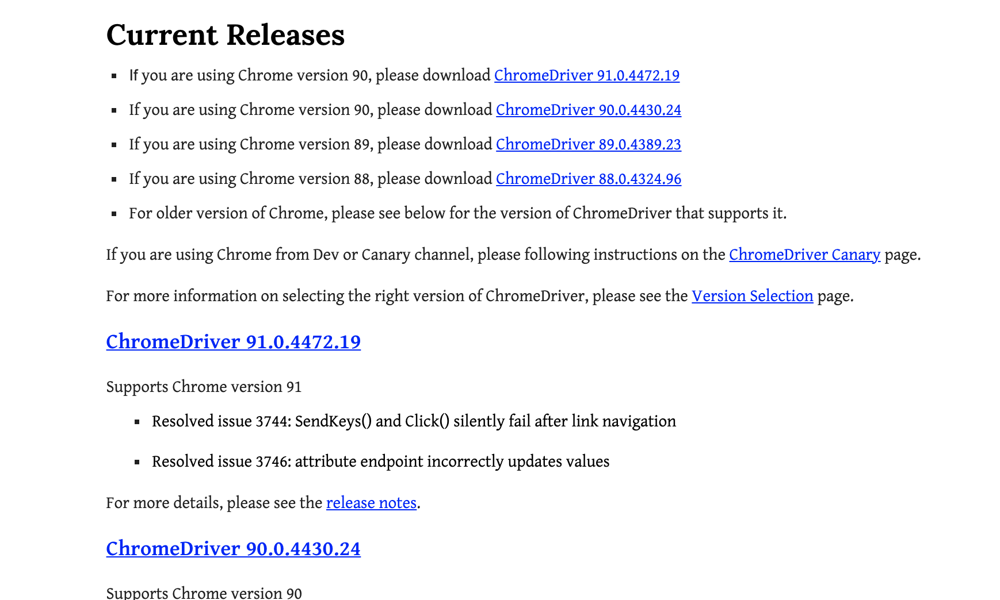 Current Releases
If you are using Chrome version 90, please download ChromeDriver 91.0.4472.19
If you are using Chrome version 90, please download ChromeDriver 90.0.4430.24
If you are using Chrome version 89, please download ChromeDriver 89.0.4389.23
If you are using Chrome version 88, please download ChromeDriver 88.0.4324.96
For older version of Chrome, please see below for the version of ChromeDriver that supports it.
If you are using Chrome from Dev or Canary channel, please following instructions on the ChromeDriver Canary page.
For more information on selecting the right version of ChromeDriver, please see the Version Selection page.
ChromeDriver 91.0.4472.19
Supports Chrome version 91
Resolved issue 3744: SendKeys() and Click() silently fail after link navigation
Resolved issue 3746: attribute endpoint incorrectly updates values
For more details, please see the release notes.
ChromeDriver 90.0.4430.24
Supports Chrome version 90